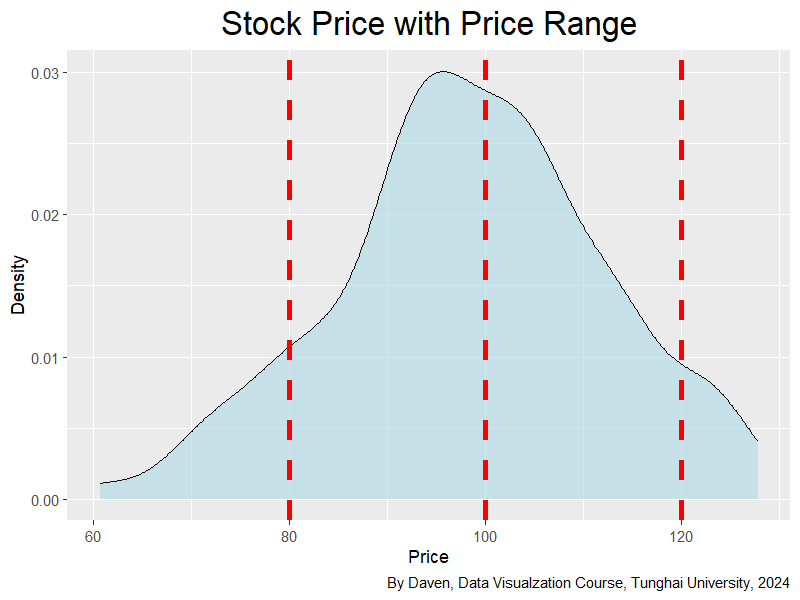 Stock Price with Price Range
0.03
0.02
0.01
0.00
Density
60 80 100 120
Price
By Daven, Data Visualzation Course, Tunghai University, 2024